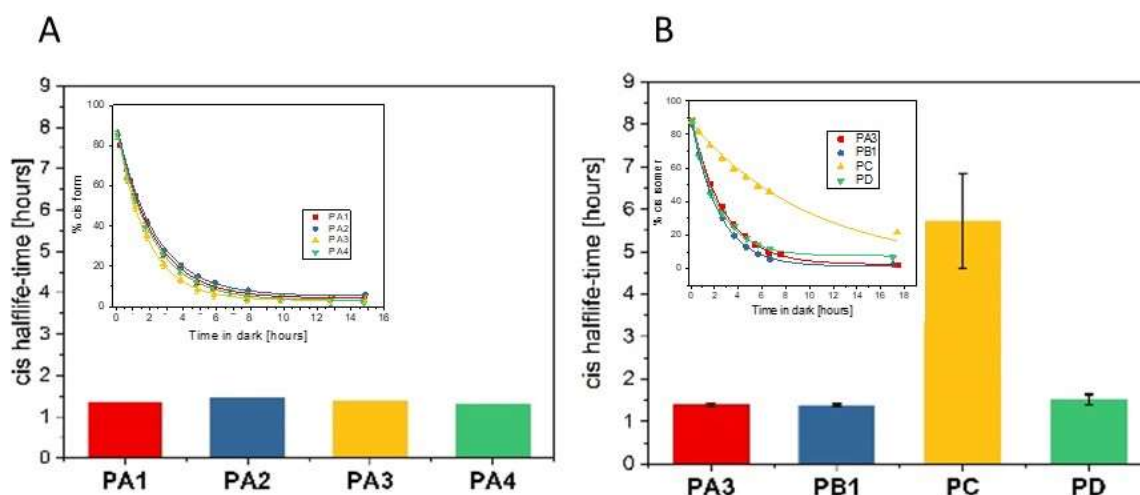 A
cis halflife-time [hours]
9
8
7
6
5
4
3
2
1
0
PA1 PA2 PA3 PA4
% cis form
100
80
60
40
20
0
0 2 4 6 8 10 12 14 16
Time in dark [hours]
PA1
PA2
PA3
PA4
B
cis halflife-time [hours]
9
8
7
6
5
4
3
2
1
0
PA3 PB1 PC PD
% cis isomer
100
80
60
40
20
0
0 2 4 6 8 10 12 14 16 18
Time in dark [hours]
PA3
PB1
PC
PD